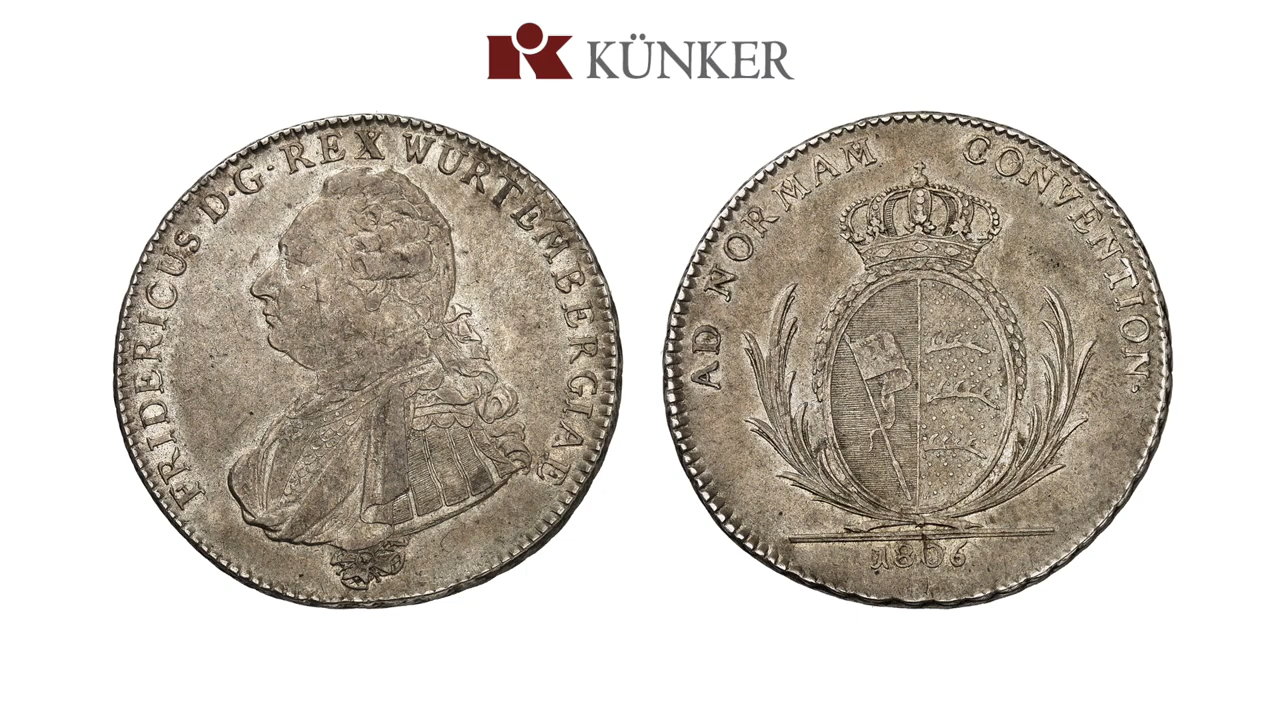 KÜNKER
FRIDERICUS D·G·REX WURTEMBERGIAE
AD NORMAM CONVENTION.
1806